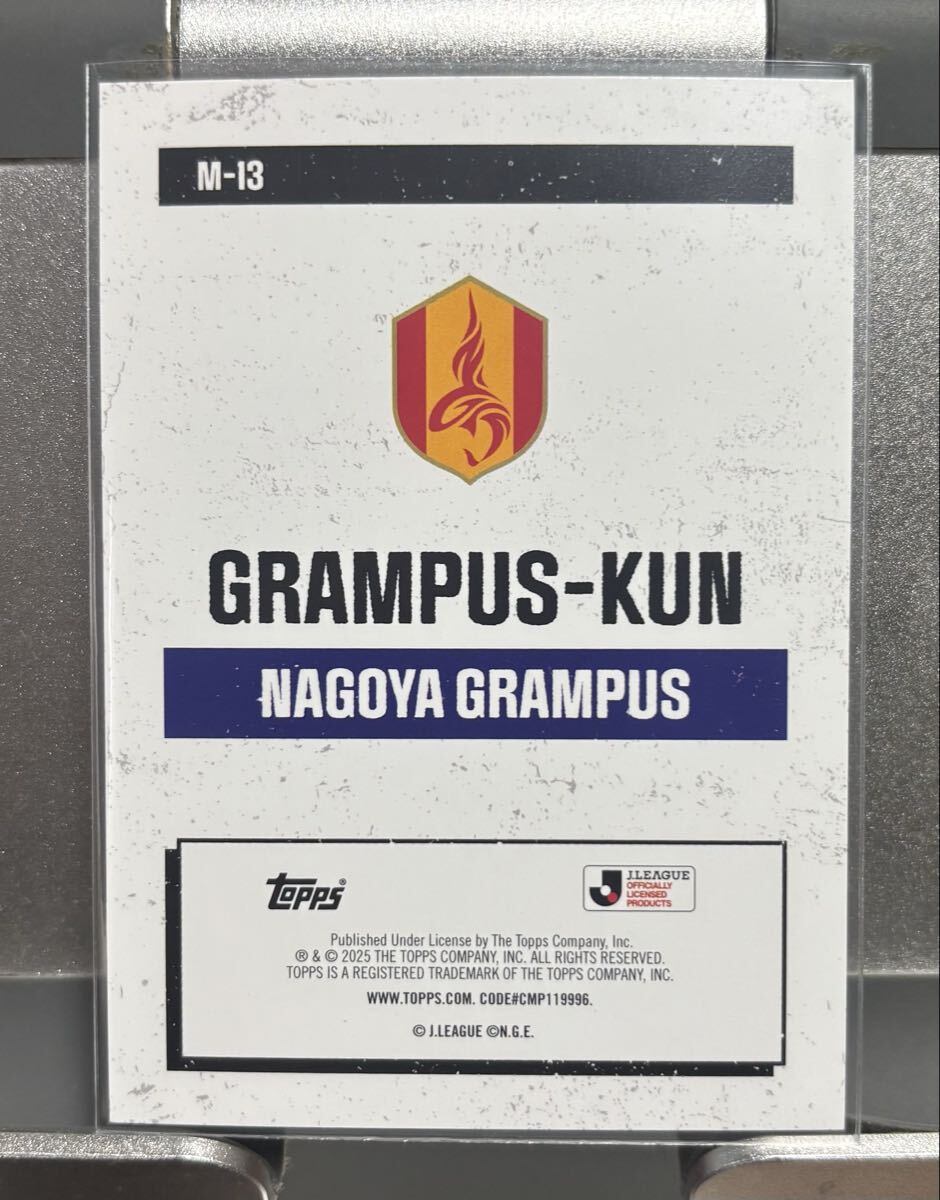 M-13
GRAMPUS-KUN
NAGOYA GRAMPUS
topps®
J.LEAGUE
OFFICIALLY
LICENSED
PRODUCTS
Published Under License by The Topps Company, Inc.
® & © 2025 THE TOPPS COMPANY, INC. ALL RIGHTS RESERVED.
TOPPS IS A REGISTERED TRADEMARK OF THE TOPPS COMPANY, INC.
WWW.TOPPS.COM. CODE#CMP119996.
© J.LEAGUE ©N.G.E.